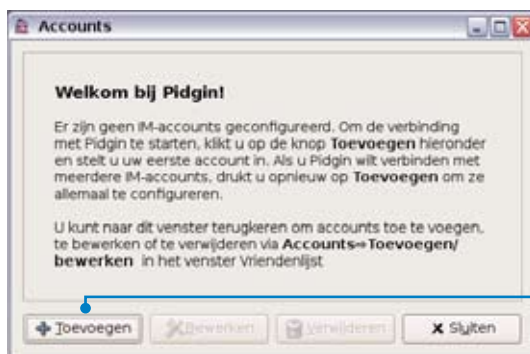 Accounts
Welkom bij Pidgin!
Er zijn geen IM-accounts geconfigureerd. Om de verbinding
met Pidgin te starten, klikt u op de knop Toevoegen hieronder
en stelt u uw eerste account in. Als u Pidgin wilt verbinden met
meerdere IM-accounts, drukt u opnieuw op Toevoegen om ze
allemaal te configureren.
U kunt naar dit venster terugkeren om accounts toe te voegen,
te bewerken of te verwijderen via Accounts⇒Toevoegen/
bewerken in het venster Vriendenlijst
Toevoegen Bewerken Verwijderen Sluiten